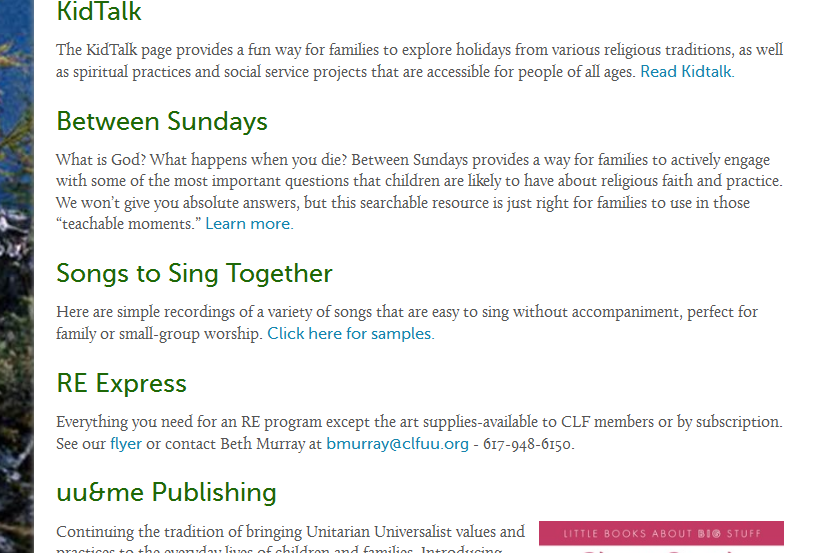 KidTalk
The KidTalk page provides a fun way for families to explore holidays from various religious traditions, as well
as spiritual practices and social service projects that are accessible for people of all ages. Read Kidtalk.
Between Sundays
What is God? What happens when you die? Between Sundays provides a way for families to actively engage
with some of the most important questions that children are likely to have about religious faith and practice.
We won’t give you absolute answers, but this searchable resource is just right for families to use in those
“teachable moments.” Learn more.
Songs to Sing Together
Here are simple recordings of a variety of songs that are easy to sing without accompaniment, perfect for
family or small-group worship. Click here for samples.
RE Express
Everything you need for an RE program except the art supplies-available to CLF members or by subscription.
See our flyer or contact Beth Murray at bmurray@clfuu.org - 617-948-6150.
uu&me Publishing
Continuing the tradition of bringing Unitarian Universalist values and
practices to the everyday lives of children and families. Introducing
LITTLE BOOKS ABOUT BIG STUFF